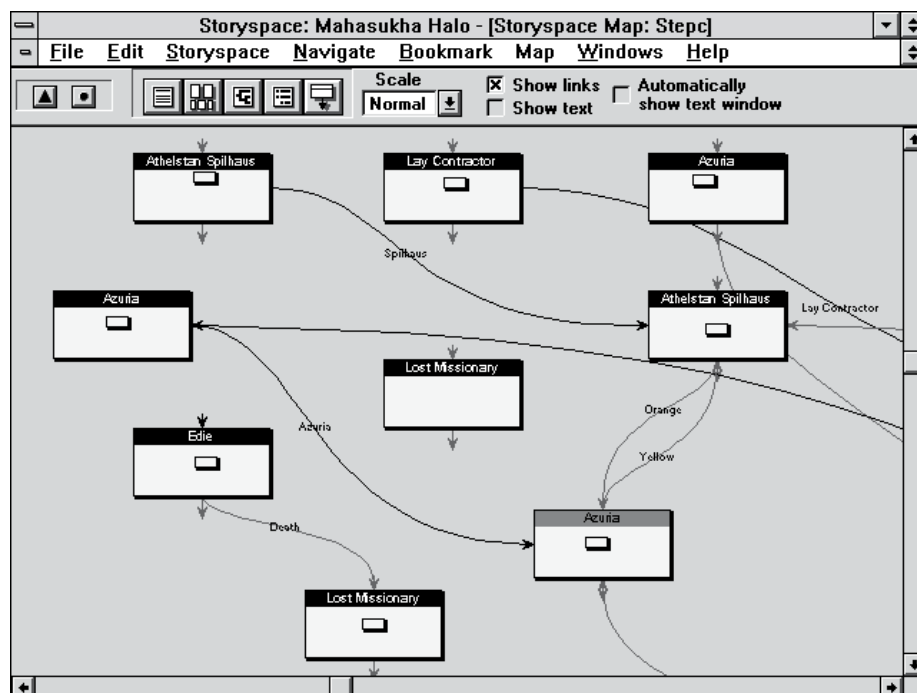 Storyspace: Mahasukha Halo - [Storyspace Map: Stepc]
File Edit Storyspace Navigate Bookmark Map Windows Help
Scale
Normal
Show links
Show text
Automatically
show text window
Athelstan Spilhaus
Lay Contractor
Azuria
Spilhaus
Azuria
Athelstan Spilhaus
Lay Contractor
Lost Missionary
Orange
Azuria
Edie
Yellow
Azuria
Death
Lost Missionary